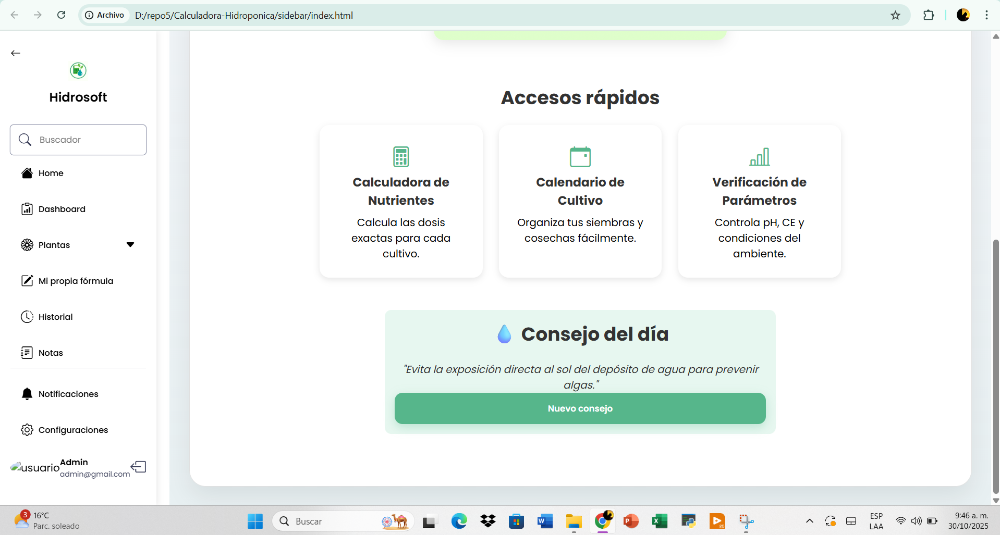 Archivo
D:/repo5/Calculadora-Hidroponica/sidebar/index.html
Hidrosoft
Buscador
Home
Dashboard
Plantas
Mi propia fórmula
Historial
Notas
Notificaciones
Configuraciones
usuario
Admin
admin@gmail.com
Accesos rápidos
Calculadora de
Nutrientes
Calcula las dosis
exactas para cada
cultivo.
Calendario de
Cultivo
Organiza tus siembras y
cosechas fácilmente.
Verificación de
Parámetros
Controla pH, CE y
condiciones del
ambiente.
Consejo del día
"Evita la exposición directa al sol del depósito de agua para prevenir
algas."
Nuevo consejo
3
16°C
Parc. soleado
Buscar
W
P
X
26
ESP
LAA
9:46 a. m.
30/10/2025